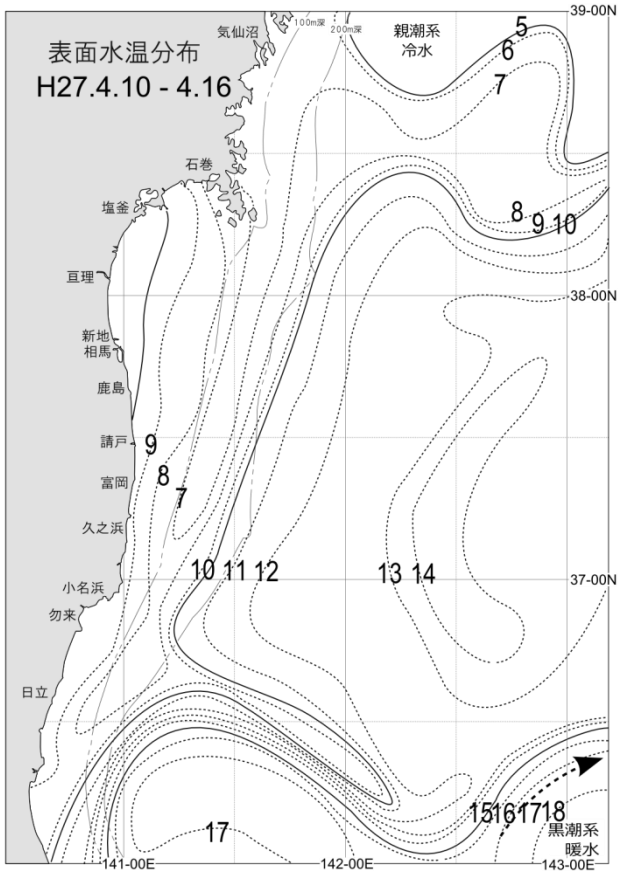 39-00N
気仙沼
100m深
200m深
親潮系
冷水
5
6
7
表面水温分布
H27.4.10 - 4.16
石巻
塩釜
8
9
10
亘理
38-00N
新地
相馬
鹿島
請戸
9
富岡
8
7
久之浜
10
11
12
13
14
37-00N
小名浜
勿来
日立
15
16
17
18
17
黒潮系
暖水
141-00E
142-00E
143-00E